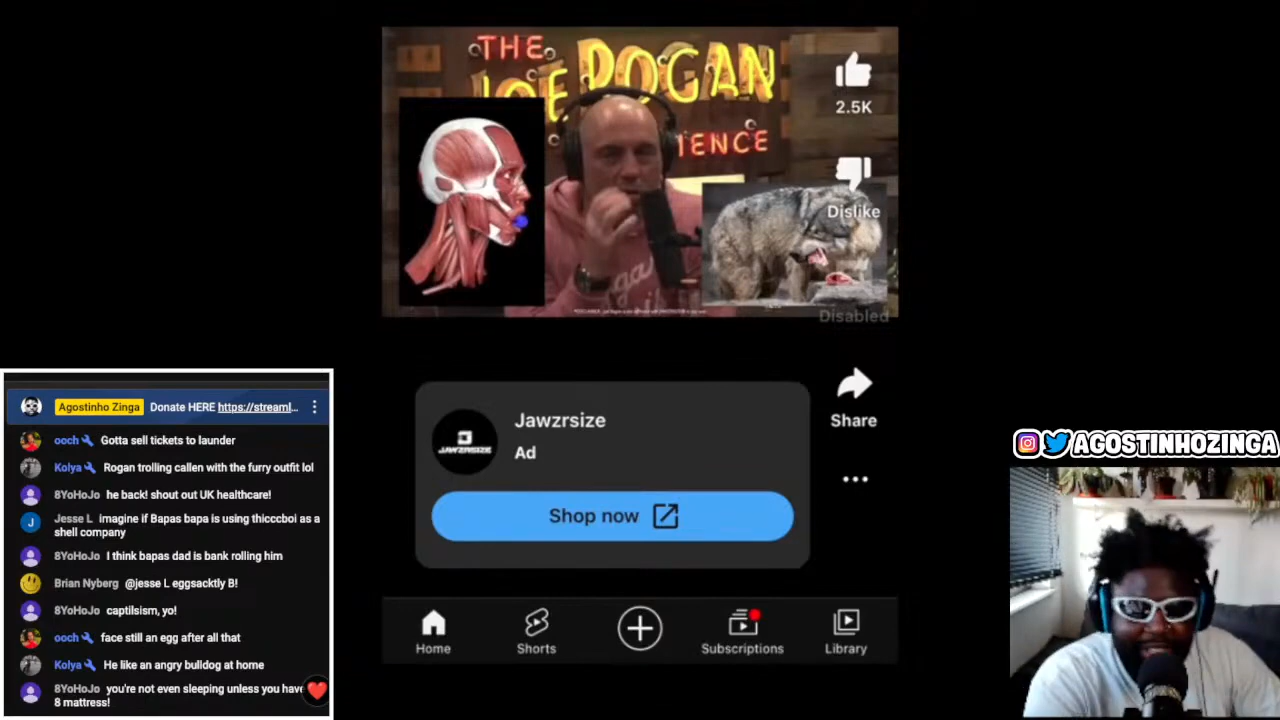 THE
JOE ROGAN
IENCE
2.5K
Dislike
Disabled
Jawzrsize
JAWZRSIZE
Ad
Share
Shop now
Home
Shorts
Subscriptions
Library
Agostinho Zinga Donate HERE https://streaml...
ooch Gotta sell tickets to launder
Kolya Rogan trolling callen with the furry outfit lol
8YoHoJo he back! shout out UK healthcare!
J
Jesse L imagine if Bapas bapa is using thicccboi as a
shell company
8YoHoJo I think bapas dad is bank rolling him
Brian Nyberg @jesse L eggsacktly B!
8YoHoJo captilsism, yo!
ooch face still an egg after all that
Kolya He like an angry bulldog at home
8YoHoJo you're not even sleeping unless you have
8 mattress!
@AGOSTINHOZINGA